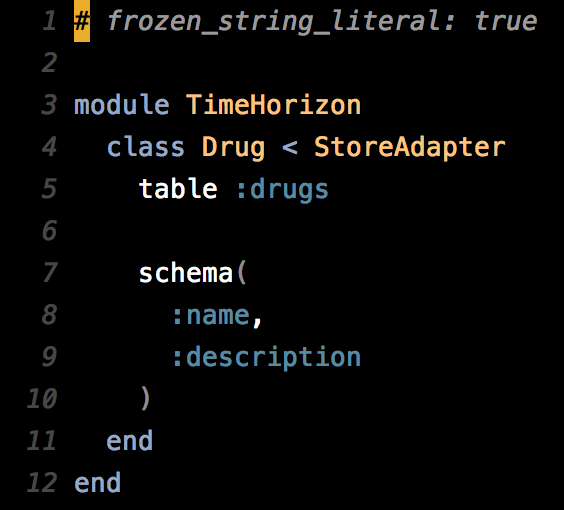 1 # frozen_string_literal: true
2
3 module TimeHorizon
4   class Drug < StoreAdapter
5     table :drugs
6
7     schema(
8       :name,
9       :description
10     )
11   end
12 end